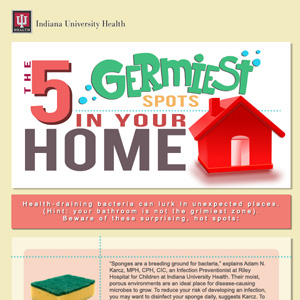 Indiana University Health
HEALTH
THE 5 GERMIEST
SPOTS
IN YOUR
HOME
Health-draining bacteria can lurk in unexpected places.
(Hint: your bathroom is not the grimiest zone).
Beware of these surprising, hot spots:
"Sponges are a breeding ground for bacteria," explains Adam N.
Karcz, MPH, CPH, CIC, an Infection Preventionist at Riley
Hospital for Children at Indiana University Health. Their moist,
porous environments are an ideal place for disease-causing
microbes to grow. To reduce your risk of developing an infection,
you may want to disinfect your sponge daily, suggests Karcz. To